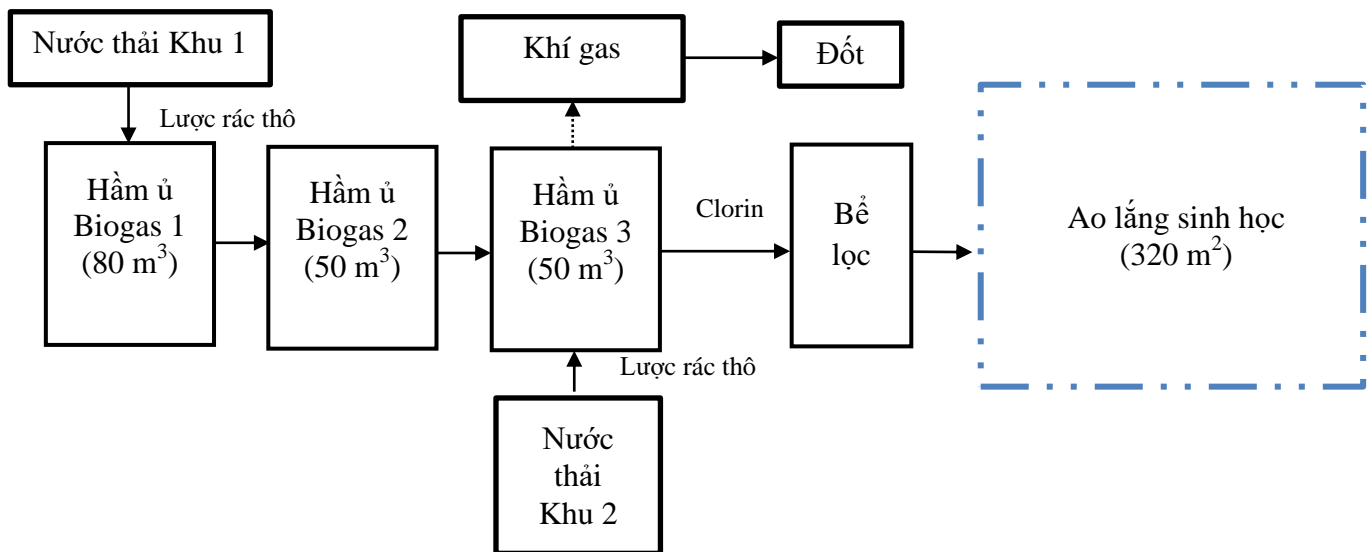 Nước thải Khu 1
Khí gas
Đốt
Lược rác thô
Hầm ủ
Biogas 1
(80 m³)
Hầm ủ
Biogas 2
(50 m³)
Hầm ủ
Biogas 3
(50 m³)
Clorin
Bể
lọc
Ao lắng sinh học
(320 m²)
Lược rác thô
Nước
thải
Khu 2